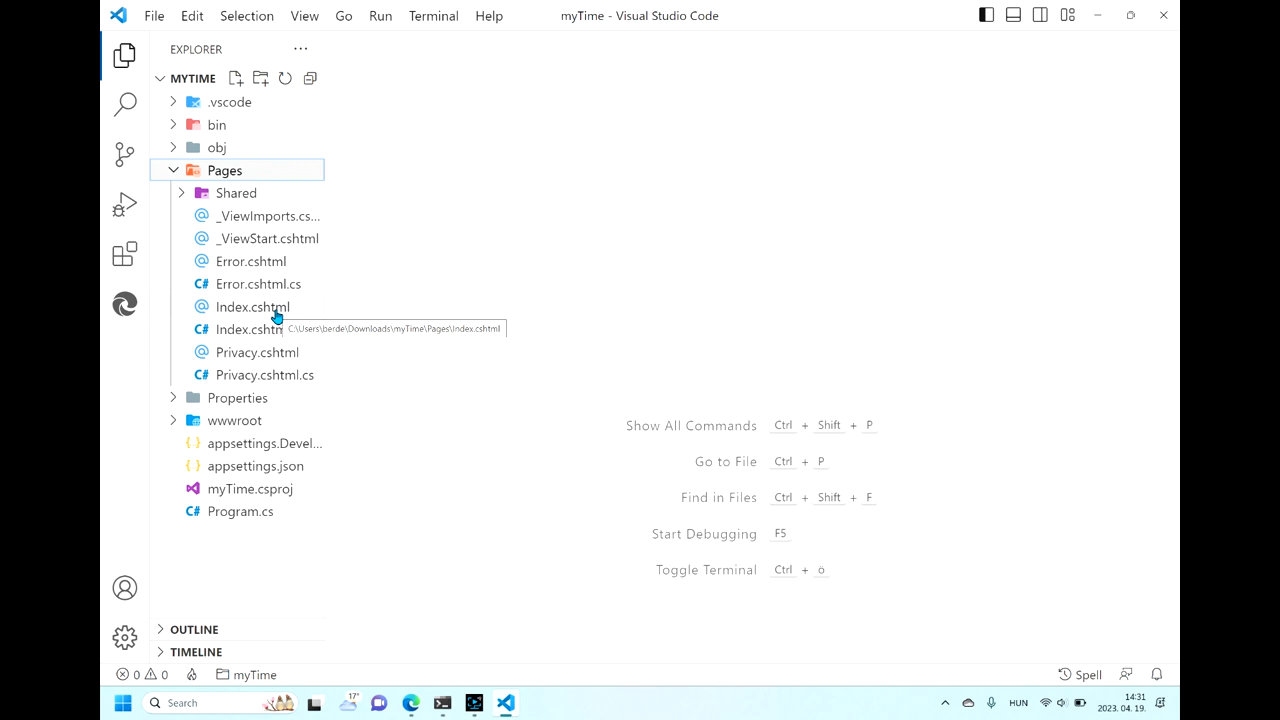 File Edit Selection View Go Run Terminal Help myTime - Visual Studio Code
EXPLORER
MYTIME
.vscode
bin
obj
Pages
Shared
_ViewImports.cs...
_ViewStart.cshtml
Error.cshtml
C# Error.cshtml.cs
Index.cshtml
C# Index.cshtm
C:\Users\berde\Downloads\myTime\Pages\Index.cshtml
Privacy.cshtml
C# Privacy.cshtml.cs
Properties
wwwroot
{ } appsettings.Devel...
{ } appsettings.json
myTime.csproj
C# Program.cs
Show All Commands Ctrl + Shift + P
Go to File Ctrl + P
Find in Files Ctrl + Shift + F
Start Debugging F5
Toggle Terminal Ctrl + ö
OUTLINE
TIMELINE
0 0 myTime Spell
Search 17° HUN 14:31
2023. 04. 19.